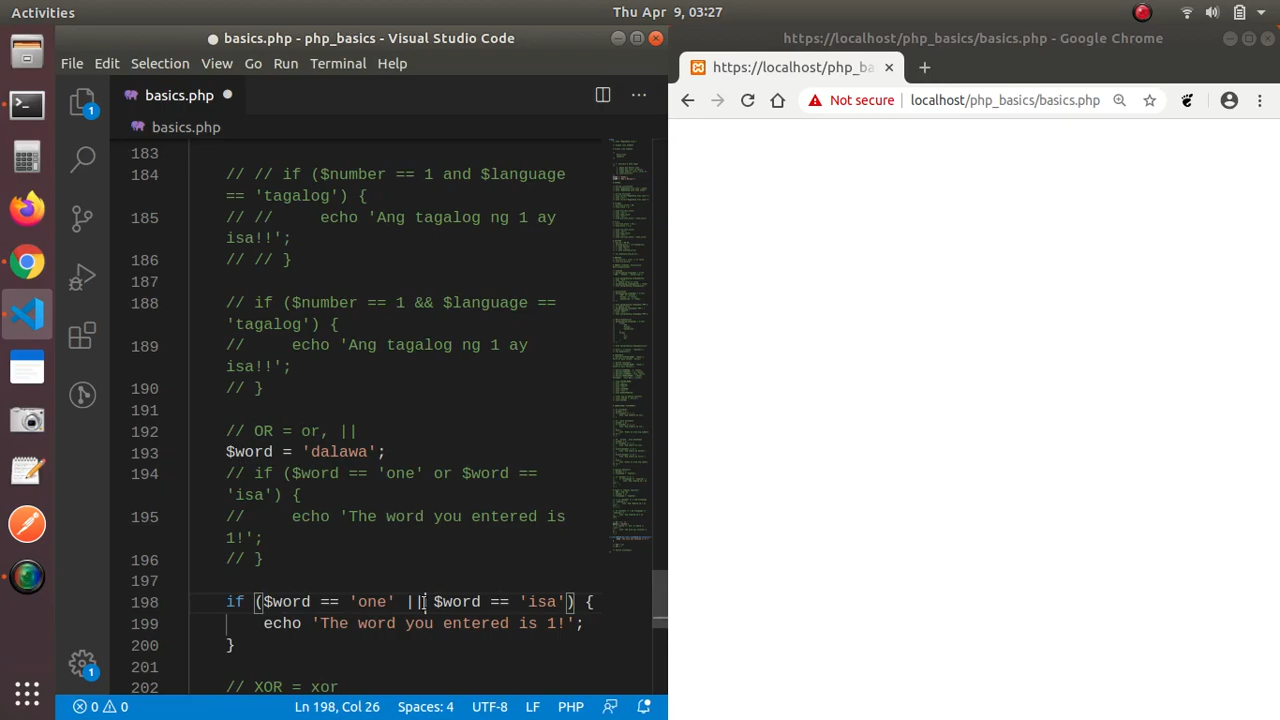 Thu Apr 9, 03:27
basics.php - php_basics - Visual Studio Code
https://localhost/php_basics/basics.php - Google Chrome
File Edit Selection View Go Run Terminal Help
https://localhost/php_ba
basics.php
Not secure
localhost/php_basics/basics.php
basics.php
183
184 // // if ($number == 1 and $language
== 'tagalog') {
185 // //     echo 'Ang tagalog ng 1 ay
isa!!';
186 // // }
187
188 // if ($number == 1 && $language ==
'tagalog') {
189 //     echo 'Ang tagalog ng 1 ay
isa!!';
190 // }
191
192 // OR = or, ||
193 $word = 'dalawa';
194 // if ($word == 'one' or $word ==
'isa') {
195 //     echo 'The word you entered is
1!';
196 // }
197
198 if ($word == 'one' || $word == 'isa') {
199     echo 'The word you entered is 1!';
200 }
201
202 // XOR = xor
1
1
0 0
Ln 198, Col 26
Spaces: 4
UTF-8
LF
PHP